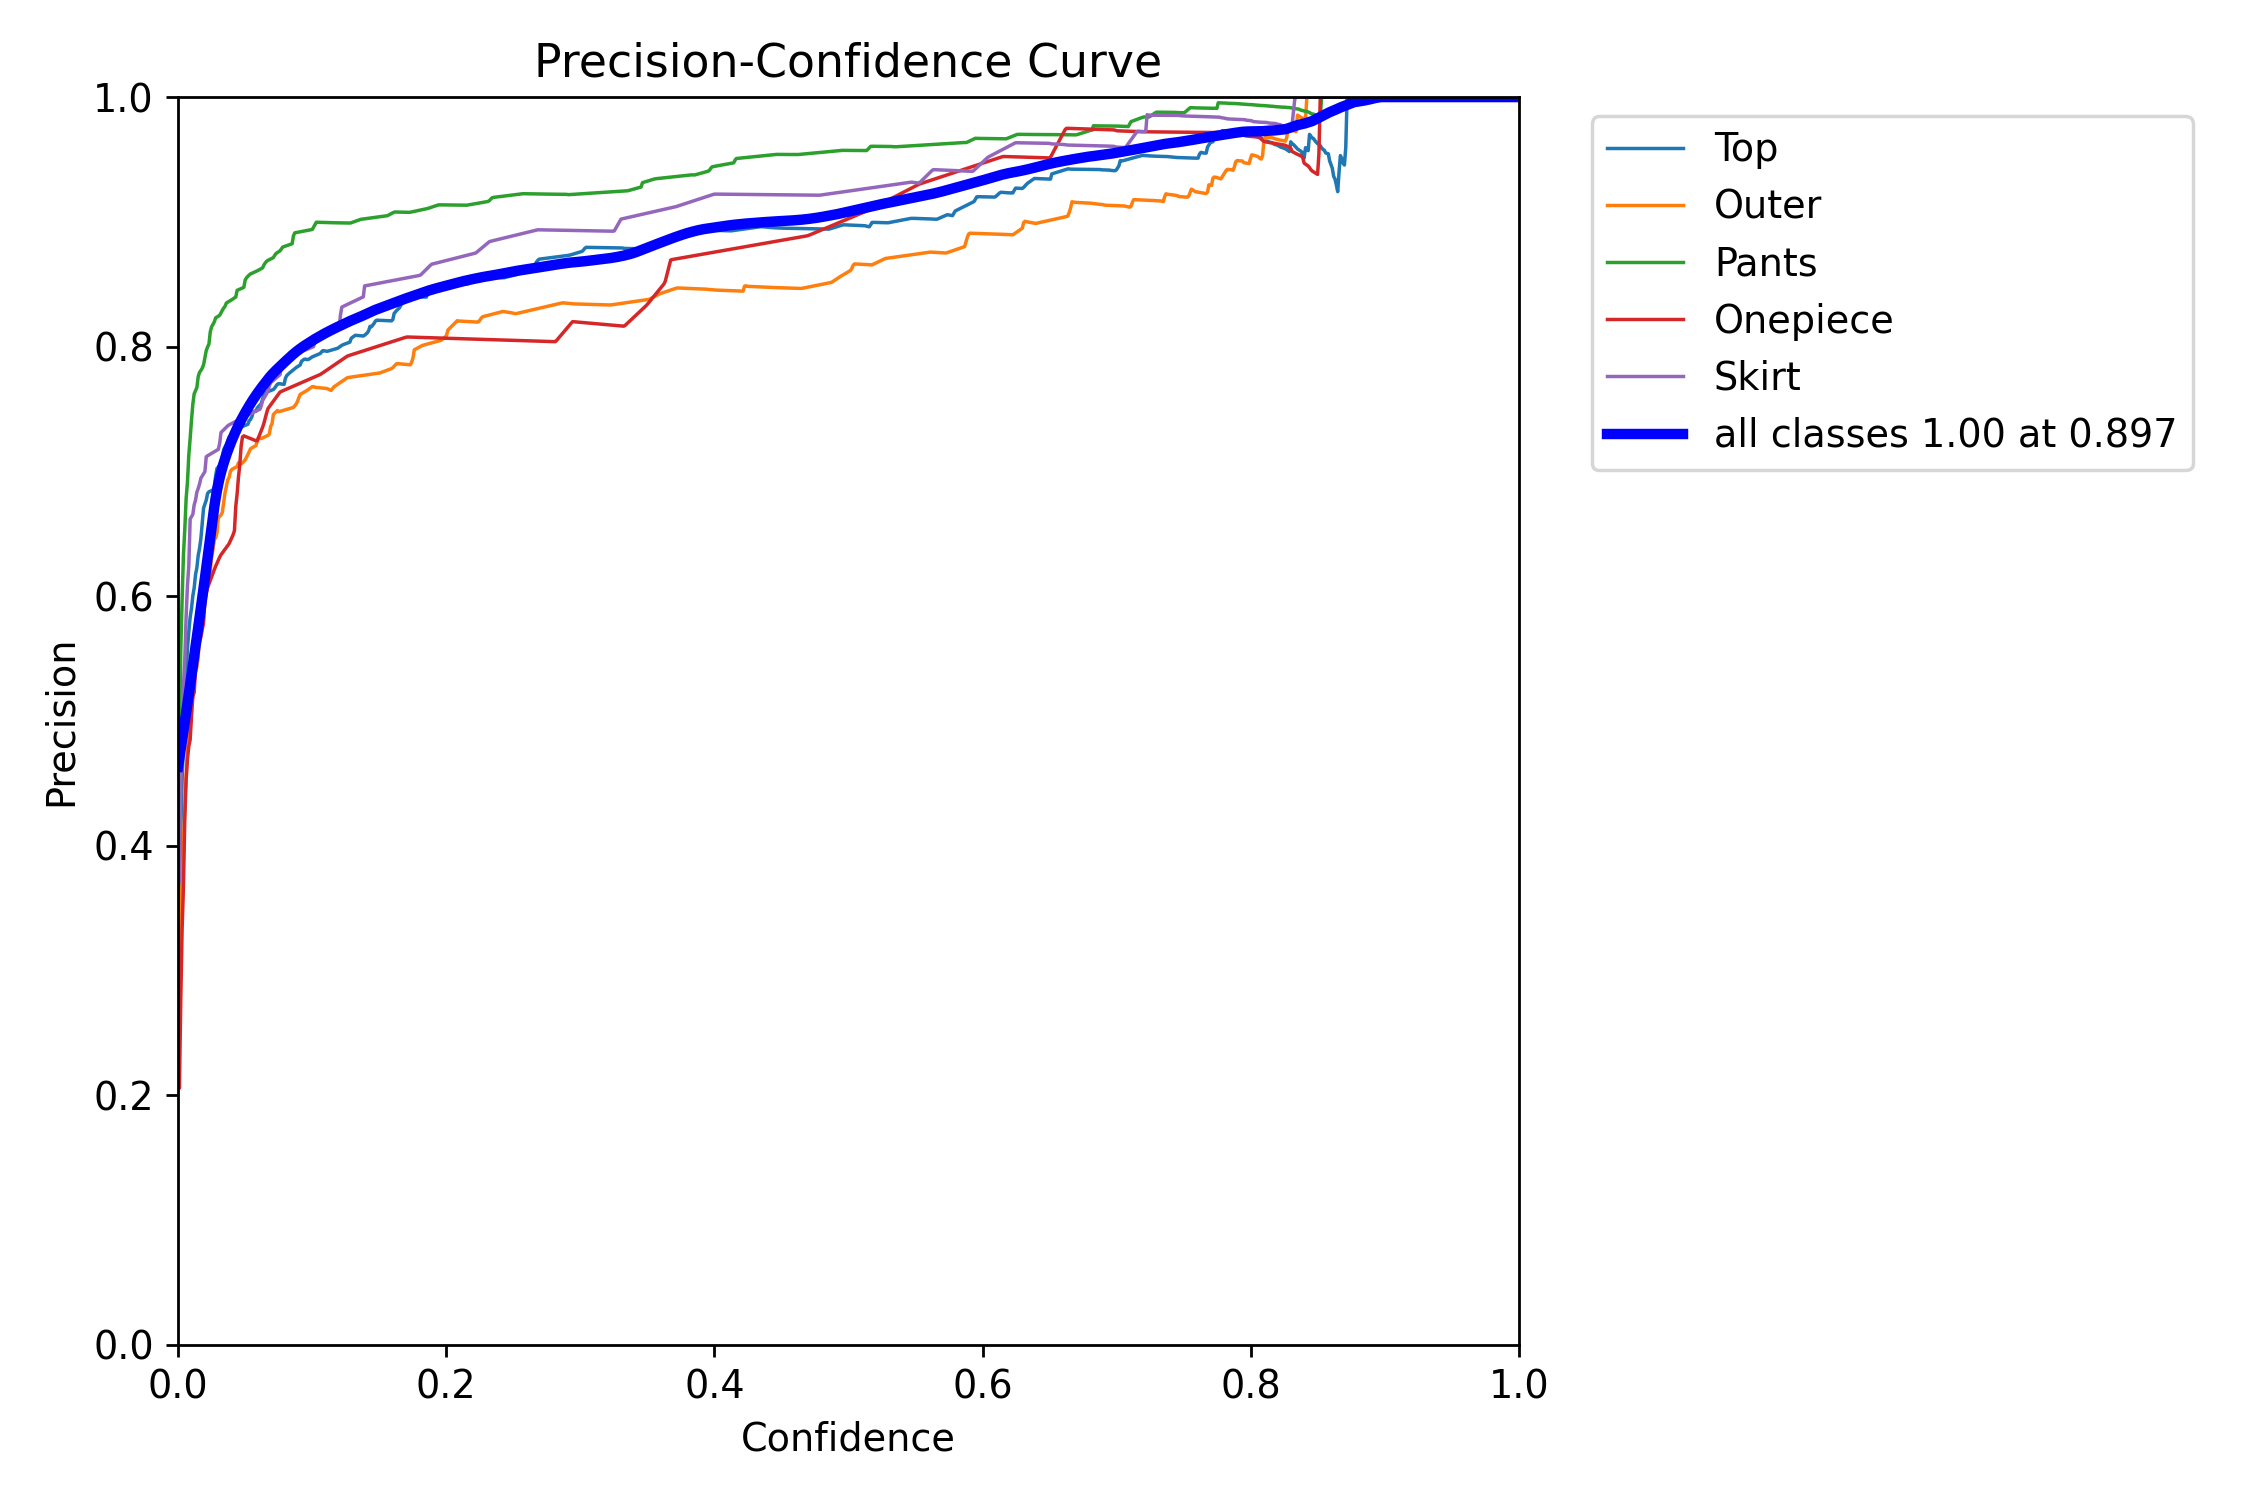 Precision-Confidence Curve
1.0
0.8
0.6
0.4
0.2
0.0
Precision
0.0 0.2 0.4 0.6 0.8 1.0
Confidence
Top
Outer
Pants
Onepiece
Skirt
all classes 1.00 at 0.897